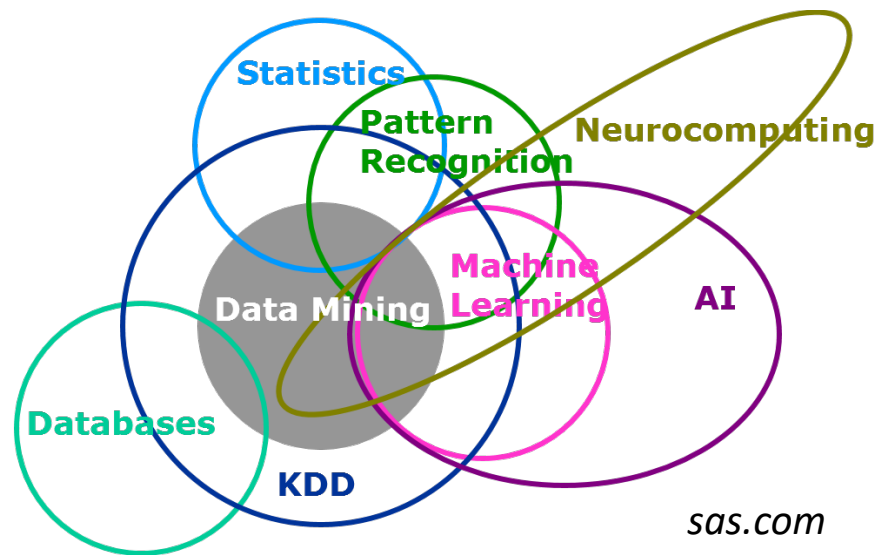 Statistics
Pattern
Recognition
Neurocomputing
Machine
Learning
AI
Data Mining
Databases
KDD
sas.com